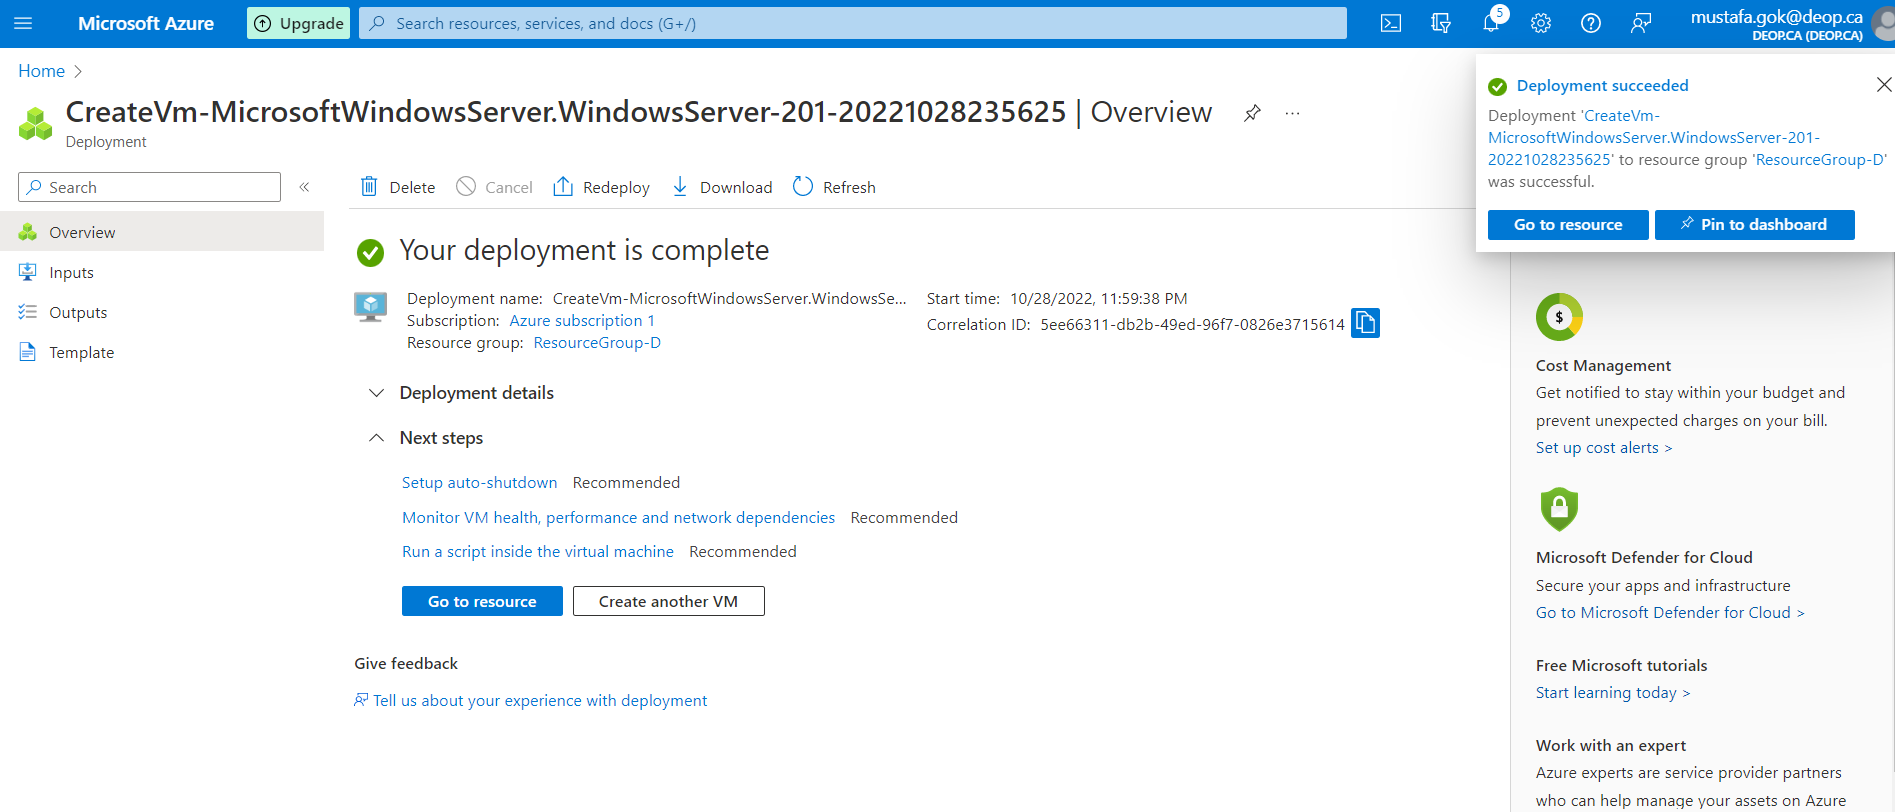 Microsoft Azure
Upgrade
Search resources, services, and docs (G+/)
5
mustafa.gok@deop.ca
DEOP.CA (DEOP.CA)
Home
CreateVm-MicrosoftWindowsServer.WindowsServer-201-20221028235625 | Overview
Deployment
Search
Overview
Inputs
Outputs
Template
Delete
Cancel
Redeploy
Download
Refresh
Your deployment is complete
Deployment name: CreateVm-MicrosoftWindowsServer.WindowsSe...
Subscription: Azure subscription 1
Resource group: ResourceGroup-D
Start time: 10/28/2022, 11:59:38 PM
Correlation ID: 5ee66311-db2b-49ed-96f7-0826e3715614
Deployment details
Next steps
Setup auto-shutdown Recommended
Monitor VM health, performance and network dependencies Recommended
Run a script inside the virtual machine Recommended
Go to resource
Create another VM
Give feedback
Tell us about your experience with deployment
Deployment succeeded
Deployment 'CreateVm-
MicrosoftWindowsServer.WindowsServer-201-
20221028235625' to resource group 'ResourceGroup-D'
was successful.
Go to resource
Pin to dashboard
$
Cost Management
Get notified to stay within your budget and
prevent unexpected charges on your bill.
Set up cost alerts >
Microsoft Defender for Cloud
Secure your apps and infrastructure
Go to Microsoft Defender for Cloud >
Free Microsoft tutorials
Start learning today >
Work with an expert
Azure experts are service provider partners
who can help manage your assets on Azure